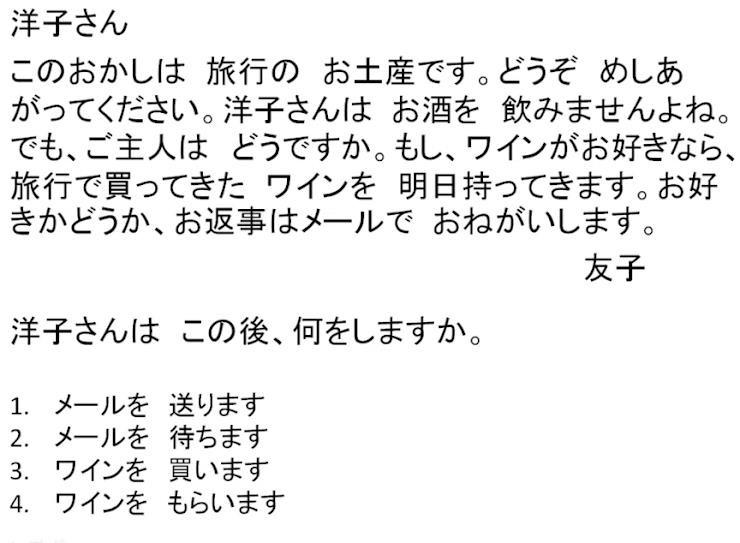 洋子さん
このおかしは 旅行の お土産です。どうぞ めしあ
がってください。洋子さんは お酒を 飲みませんよね。
でも、ご主人は どうですか。もし、ワインがお好きなら、
旅行で買ってきた ワインを 明日持ってきます。お好
きかどうか、お返事はメールで おねがいします。
友子
洋子さんは この後、何をしますか。
1. メールを 送ります
2. メールを 待ちます
3. ワインを 買います
4. ワインを もらいます